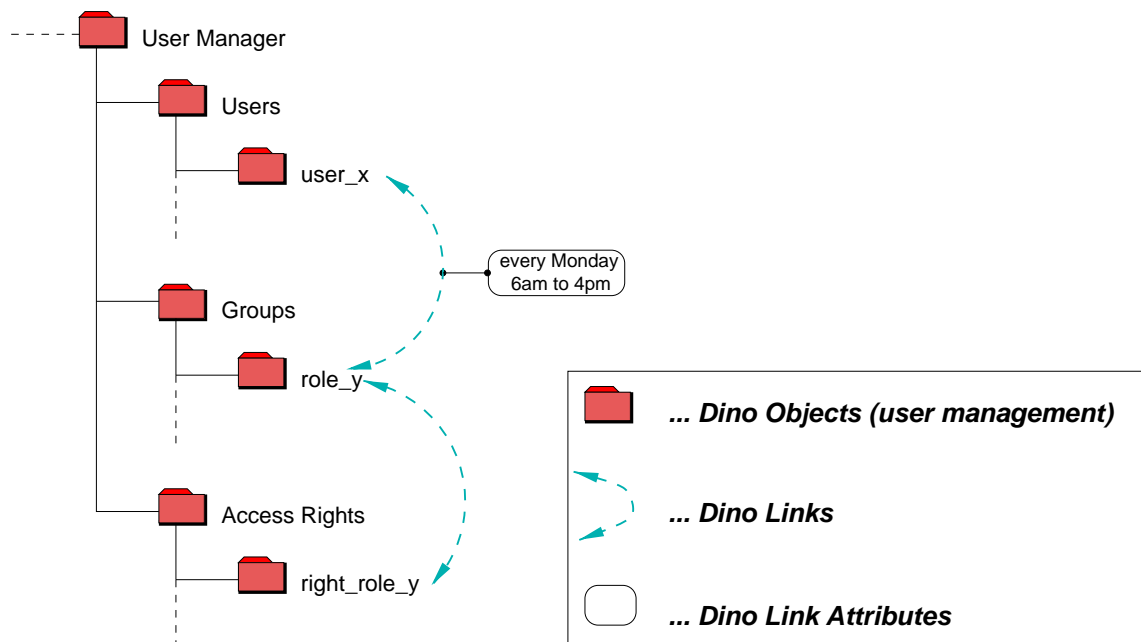 User Manager
Users
user_x
every Monday
6am to 4pm
Groups
role_y
... Dino Objects (user management)
Access Rights
... Dino Links
right_role_y
... Dino Link Attributes